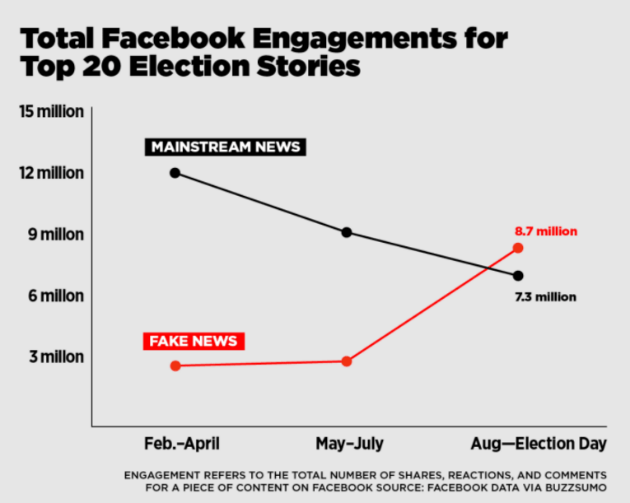 Total Facebook Engagements for
Top 20 Election Stories
15 million
MAINSTREAM NEWS
12 million
9 millon
8.7 million
6 millon
7.3 million
FAKE NEWS
3 millon
Feb.–April
May–July
Aug—Election Day
ENGAGEMENT REFERS TO THE TOTAL NUMBER OF SHARES, REACTIONS, AND COMMENTS
FOR A PIECE OF CONTENT ON FACEBOOK SOURCE: FACEBOOK DATA VIA BUZZSUMO